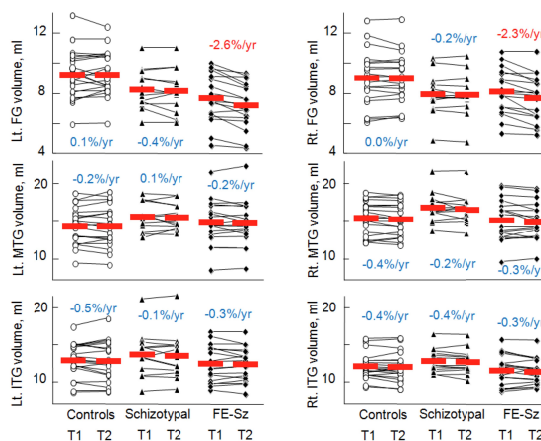 Lt. FG volume, ml
12
8
4
0.1%/yr
-0.4%/yr
-2.6%/yr
Rt. FG volume, ml
12
8
4
0.0%/yr
-0.2%/yr
-2.3%/yr
Lt. MTG volume, ml
20
10
-0.2%/yr
0.1%/yr
-0.2%/yr
Rt. MTG volume, ml
20
10
-0.4%/yr
-0.2%/yr
-0.3%/yr
Lt. ITG volume, ml
20
10
-0.5%/yr
-0.1%/yr
-0.3%/yr
Rt. ITG volume, ml
20
10
-0.4%/yr
-0.4%/yr
-0.3%/yr
Controls Schizotypal FE-Sz
T1 T2 T1 T2 T1 T2
Controls Schizotypal FE-Sz
T1 T2 T1 T2 T1 T2